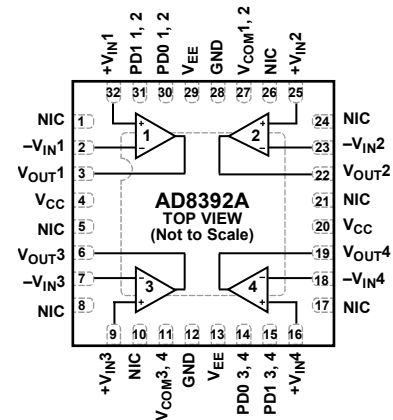 +VIN1
PD1 1, 2
PD0 1, 2
VEE
GND
VCOM1, 2
NIC
+VIN2
32 31 30 29 28 27 26 25
NIC 1
–VIN1 2
VOUT1 3
VCC 4
NIC 5
VOUT3 6
–VIN3 7
NIC 8
+ – 1
+ – 2
AD8392A
TOP VIEW
(Not to Scale)
– + 3
– + 4
24 NIC
23 –VIN2
22 VOUT2
21 NIC
20 VCC
19 VOUT4
18 –VIN4
17 NIC
9 10 11 12 13 14 15 16
+VIN3
NIC
VCOM3, 4
GND
VEE
PD0 3, 4
PD1 3, 4
+VIN4